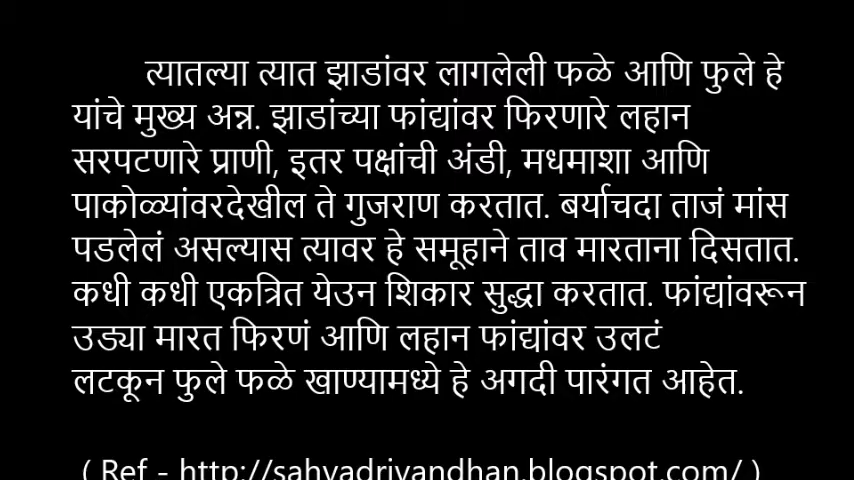 त्यातल्या त्यात झाडांवर लागलेली फळे आणि फुले हे
यांचे मुख्य अन्न. झाडांच्या फांद्यांवर फिरणारे लहान
सरपटणारे प्राणी, इतर पक्षांची अंडी, मधमाशा आणि
पाकोळ्यांवरदेखील ते गुजराण करतात. बर्याचदा ताजं मांस
पडलेलं असल्यास त्यावर हे समूहाने ताव मारताना दिसतात.
कधी कधी एकत्रित येउन शिकार सुद्धा करतात. फांद्यांवरून
उड्या मारत फिरणं आणि लहान फांद्यांवर उलटं
लटकून फुले फळे खाण्यामध्ये हे अगदी पारंगत आहेत.
( Ref - http://sahyadrivandhan.blogspot.com/ )